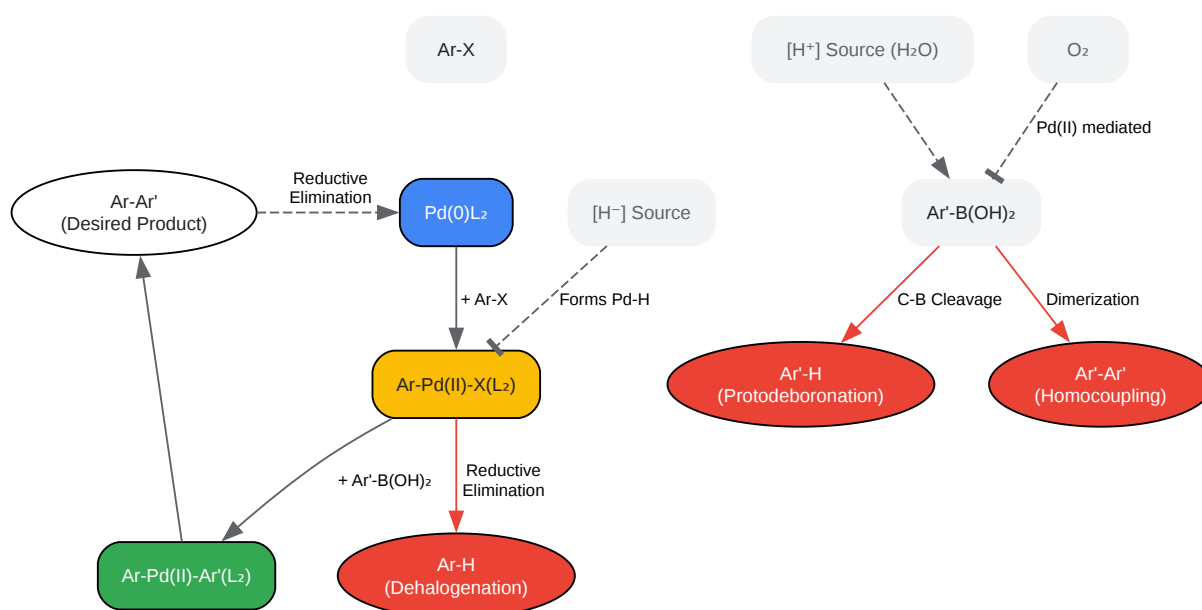 Ar-X
[H⁺] Source (H₂O)
O₂
Pd(II) mediated
Reductive
Elimination
Ar-Ar'
(Desired Product)
Pd(0)L₂
[H⁻] Source
Ar'-B(OH)₂
+ Ar-X
Forms Pd-H
C-B Cleavage
Dimerization
Ar-Pd(II)-X(L₂)
Ar'-H
(Protodeboronation)
Ar'-Ar'
(Homocoupling)
+ Ar'-B(OH)₂
Reductive
Elimination
Ar-Pd(II)-Ar'(L₂)
Ar-H
(Dehalogenation)